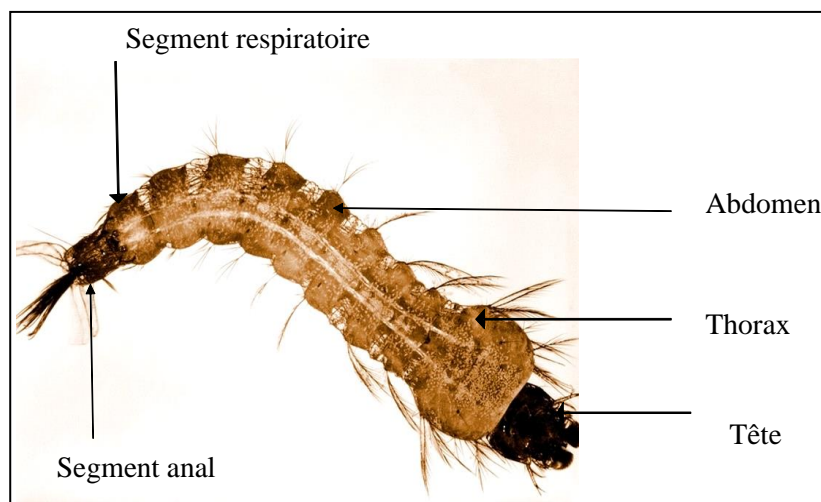 Segment respiratoire
Abdomen
Thorax
Tête
Segment anal